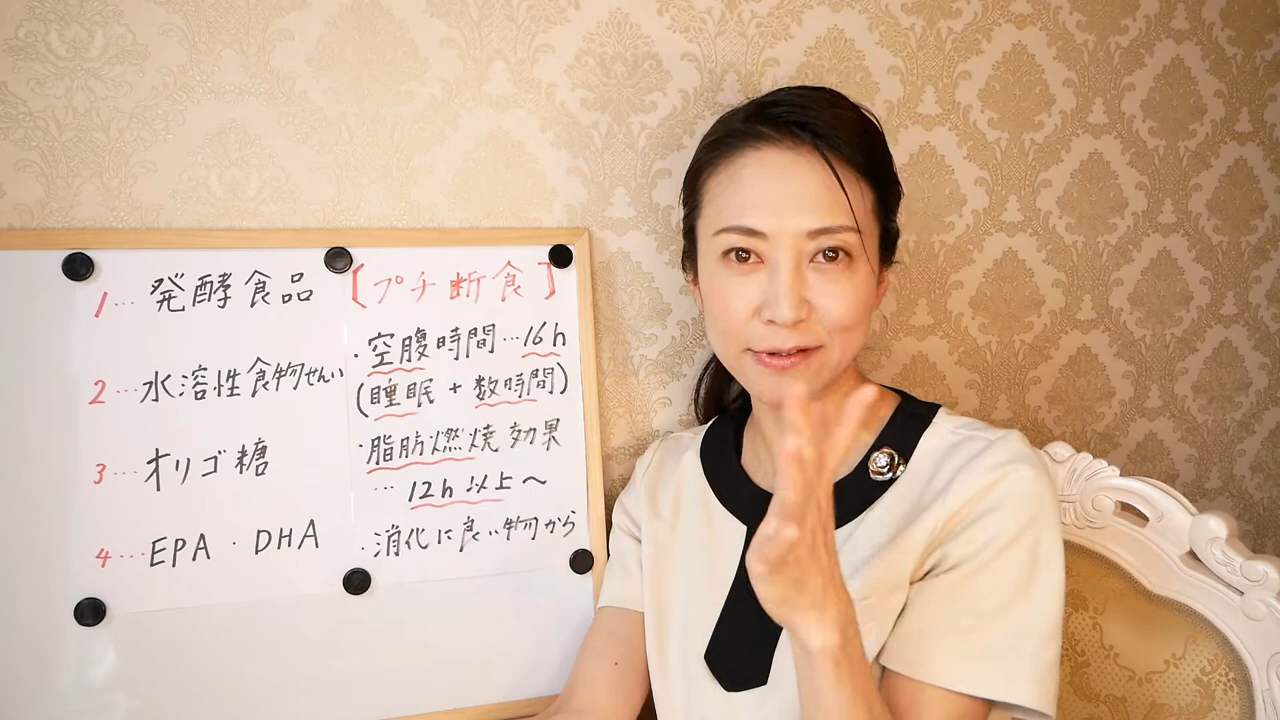 1… 発酵食品
2… 水溶性食物せんい
3… オリゴ糖
4… EPA・DHA
【プチ断食】
・空腹時間…16h
(睡眠+数時間)
・脂肪燃焼効果
… 12h以上〜
・消化に良い物から